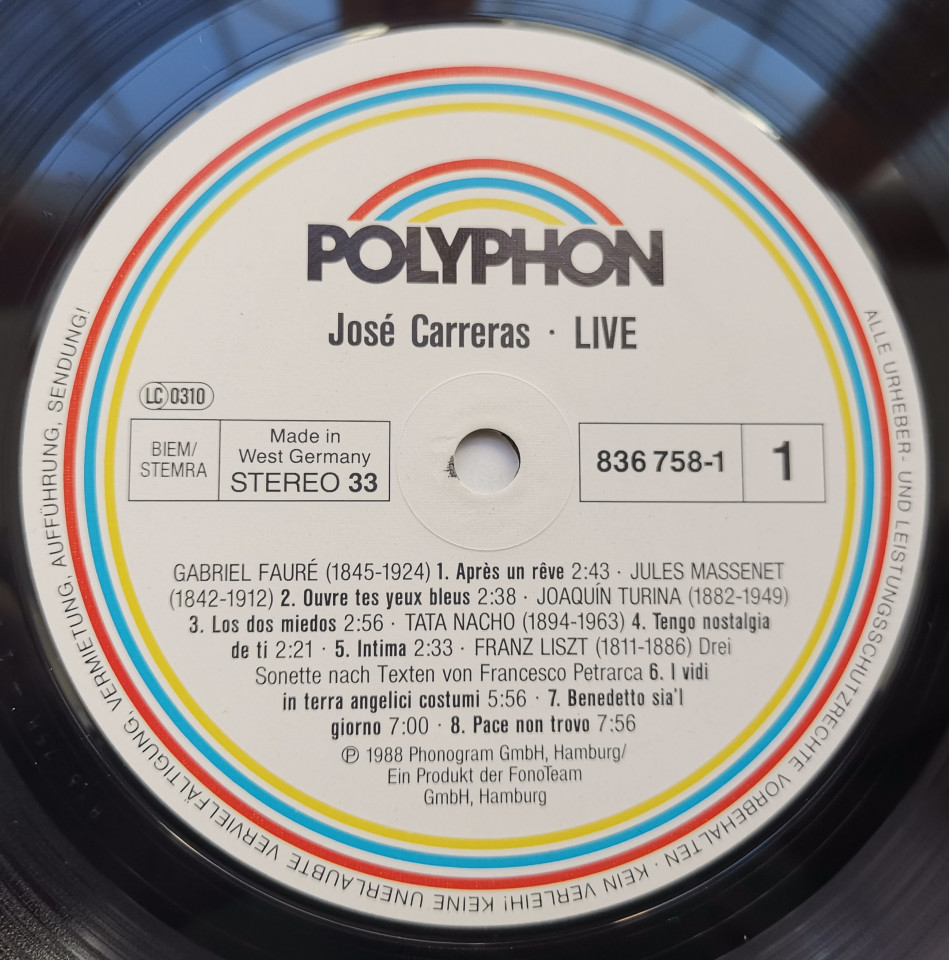 POLYPHON
José Carreras · LIVE
LC 0310
BIEM/
STEMRA
Made in
West Germany
STEREO 33
836 758-1
1
GABRIEL FAURÉ (1845-1924) 1. Après un rêve 2:43 · JULES MASSENET
(1842-1912) 2. Ouvre tes yeux bleus 2:38 · JOAQUIN TURINA (1882-1949)
3. Los dos miedos 2:56 · TATA NACHO (1894-1963) 4. Tengo nostalgia
de ti 2:21 · 5. Intima 2:33 · FRANZ LISZT (1811-1886) Drei
Sonette nach Texten von Francesco Petrarca 6. I vidi
in terra angelici costumi 5:56 · 7. Benedetto sia'l
giorno 7:00 · 8. Pace non trovo 7:56
℗ 1988 Phonogram GmbH, Hamburg/
Ein Produkt der FonoTeam
GmbH, Hamburg
ALLE URHEBER- UND LEISTUNGSSCHUTZRECHTE VORBEHALTEN · KEIN VERLEIH! KEINE UNERLAUBTE VERVIELFÄLTIGUNG, VERMIETUNG, AUFFÜHRUNG, SENDUNG!